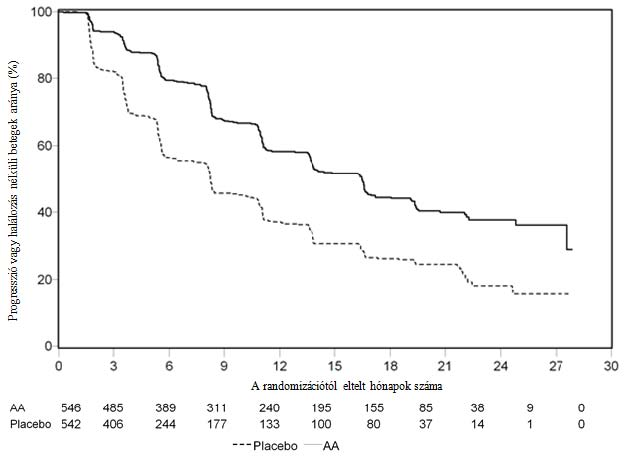 Progresszió vagy halálozás nélküli betegek aránya (%)
100
80
60
40
20
0
0 3 6 9 12 15 18 21 24 27 30
A randomizációtól eltelt hónapok száma
AA 546 485 389 311 240 195 155 85 38 9 0
Placebo 542 406 244 177 133 100 80 37 14 1 0
Placebo AA